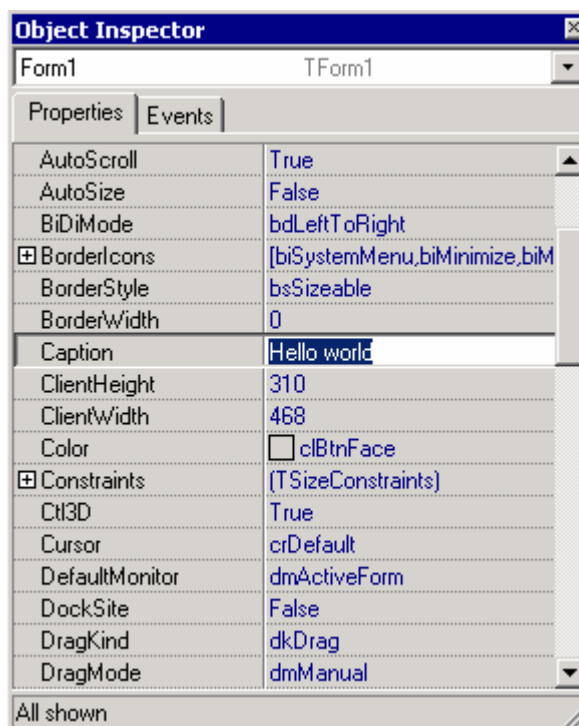 Object Inspector
Form1 TForm1
Properties Events
AutoScroll True
AutoSize False
BiDiMode bdLeftToRight
BorderIcons [biSystemMenu,biMinimize,biM
BorderStyle bsSizeable
BorderWidth 0
Caption Hello world
ClientHeight 310
ClientWidth 468
Color clBtnFace
Constraints (TSizeConstraints)
Ctl3D True
Cursor crDefault
DefaultMonitor dmActiveForm
DockSite False
DragKind dkDrag
DragMode dmManual
All shown